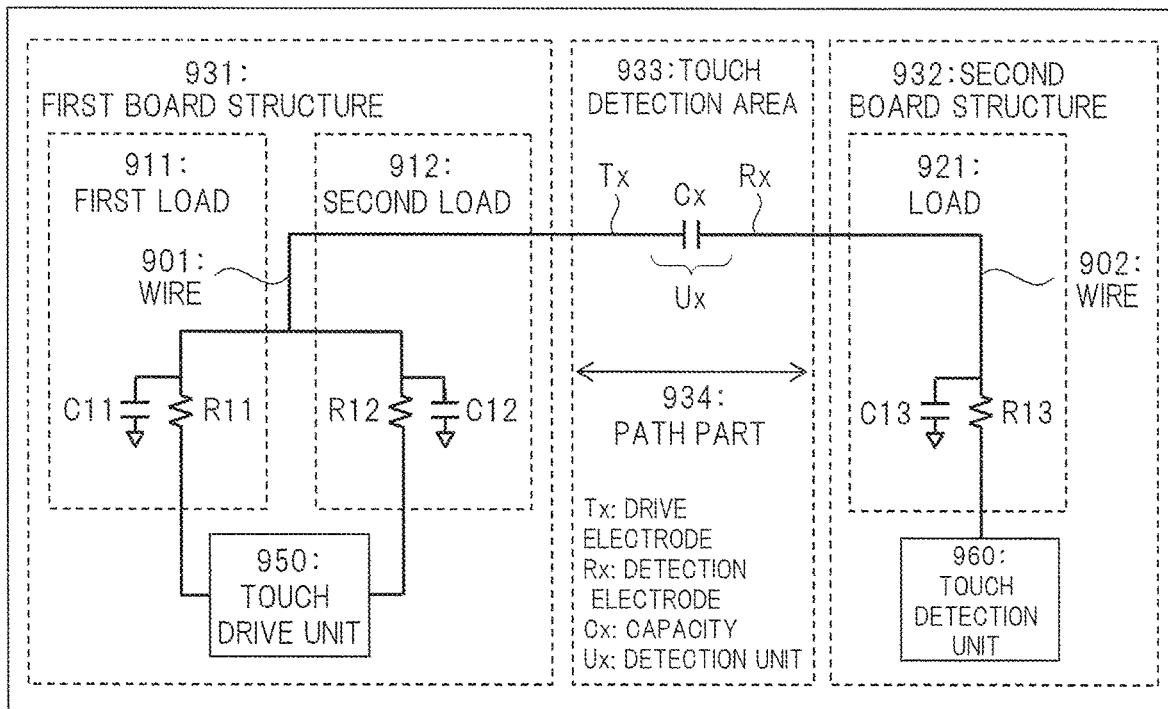 931:
FIRST BOARD STRUCTURE
911:
FIRST LOAD
912:
SECOND LOAD
901:
WIRE
C11
R11
R12
C12
950:
TOUCH
DRIVE UNIT
933:TOUCH
DETECTION AREA
Tx
Cx
Rx
Ux
934:
PATH PART
Tx: DRIVE
ELECTRODE
Rx: DETECTION
ELECTRODE
Cx: CAPACITY
Ux: DETECTION UNIT
932:SECOND
BOARD STRUCTURE
921:
LOAD
902:
WIRE
C13
R13
960:
TOUCH
DETECTION
UNIT